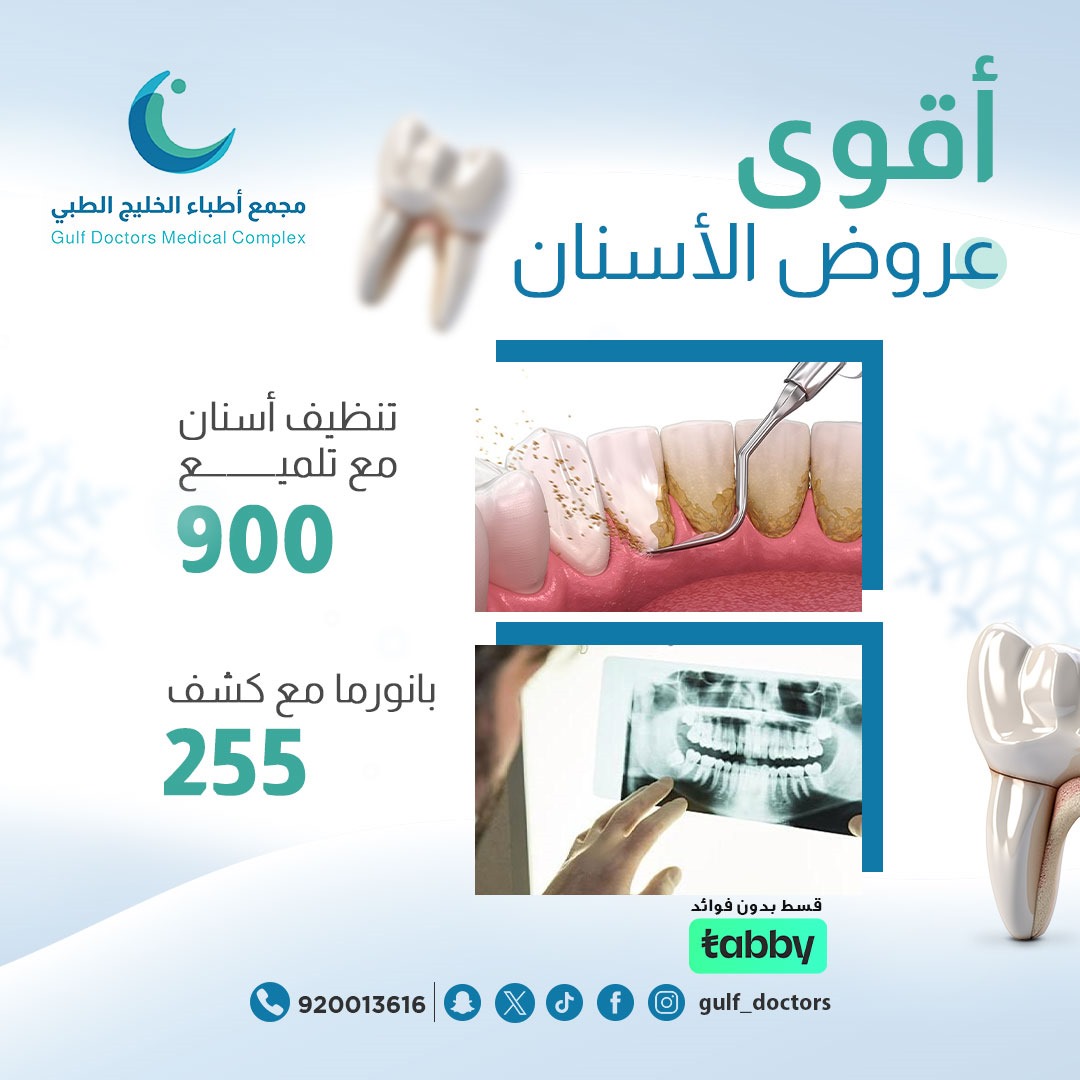 أقوى
عروض الأسنان
مجمع أطباء الخليج الطبي
Gulf Doctors Medical Complex
تنظيف أسنان
مع تلميـــــع
900
بانورما مع كشف
255
قسط بدون فوائد
tabby
920013616
gulf_doctors